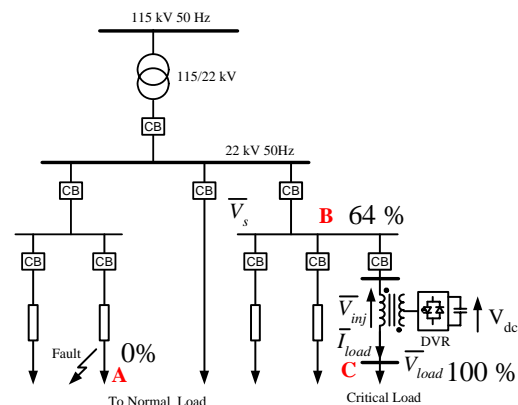 115 kV 50 Hz
115/22 kV
CB
22 kV 50Hz
CB
CB
CB
V_s
B 64 %
CB
CB
CB
CB
CB
V_inj
DVR
V_dc
I_load
Fault
0%
A
C
V_load 100 %
To Normal Load
Critical Load